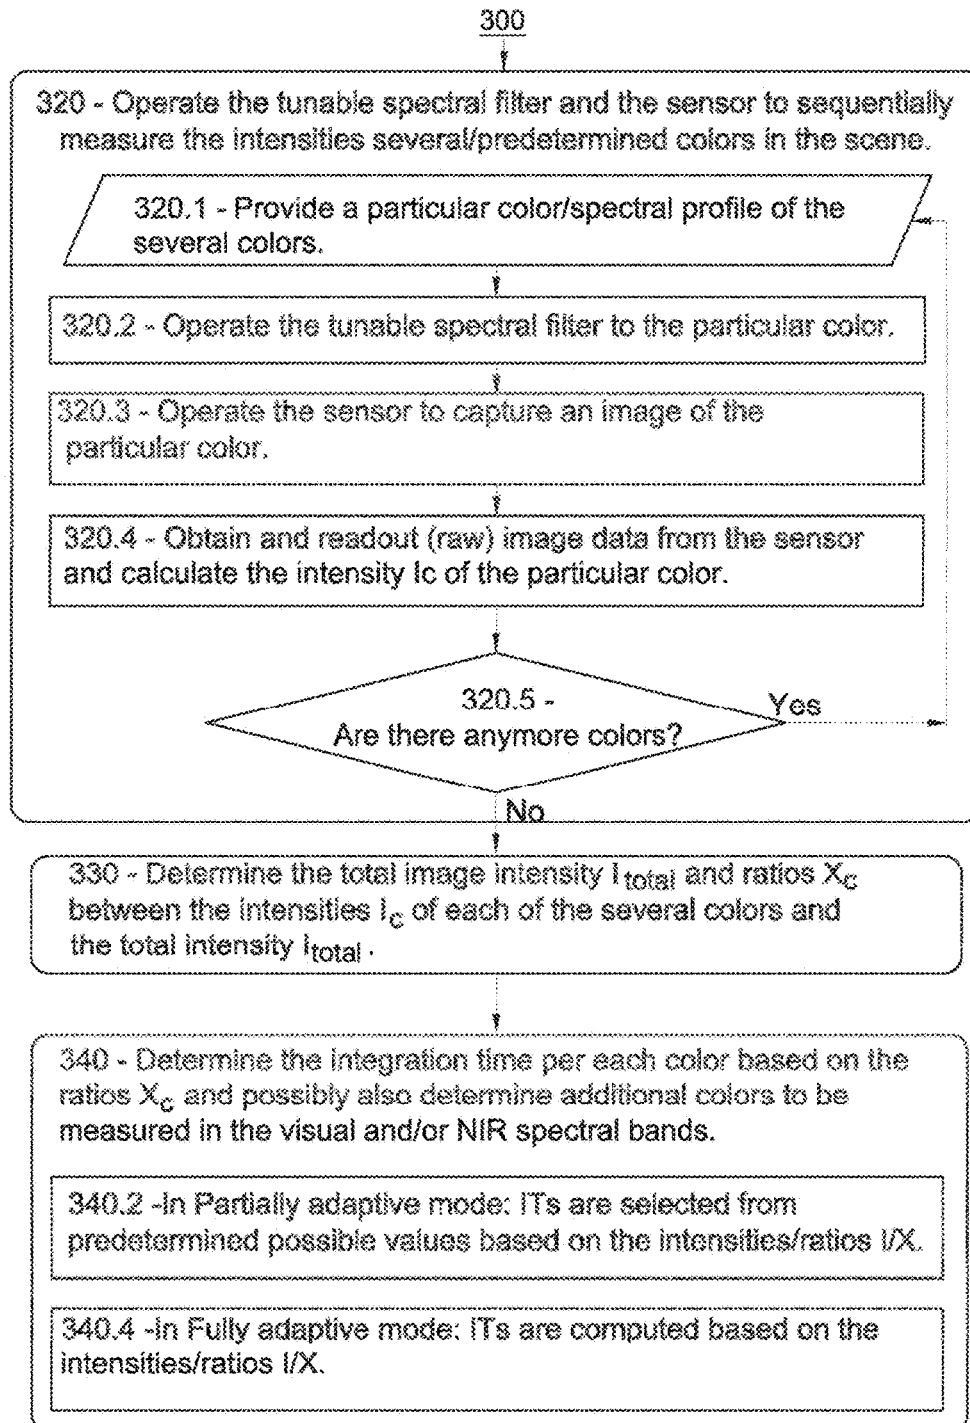 300
320 - Operate the tunable spectral filter and the sensor to sequentially
measure the intensities several/predetermined colors in the scene.
320.1 - Provide a particular color/spectral profile of the
several colors.
320.2 - Operate the tunable spectral filter to the particular color.
320.3 - Operate the sensor to capture an image of the
particular color.
320.4 - Obtain and readout (raw) image data from the sensor
and calculate the intensity Ic of the particular color.
320.5 -
Are there anymore colors?
Yes
No
330 - Determine the total image intensity I_total and ratios X_c
between the intensities I_c of each of the several colors and
the total intensity I_total.
340 - Determine the integration time per each color based on the
ratios X_c and possibly also determine additional colors to be
measured in the visual and/or NIR spectral bands.
340.2 -In Partially adaptive mode: ITs are selected from
predetermined possible values based on the intensities/ratios I/X.
340.4 -In Fully adaptive mode: ITs are computed based on the
intensities/ratios I/X.